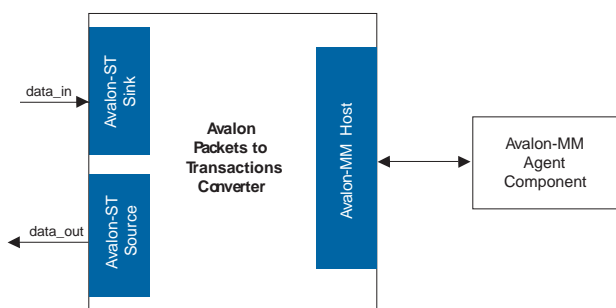 data_in
Avalon-ST
Sink
Avalon
Packets to
Transactions
Converter
Avalon-MM Host
Avalon-MM
Agent
Component
data_out
Avalon-ST
Source